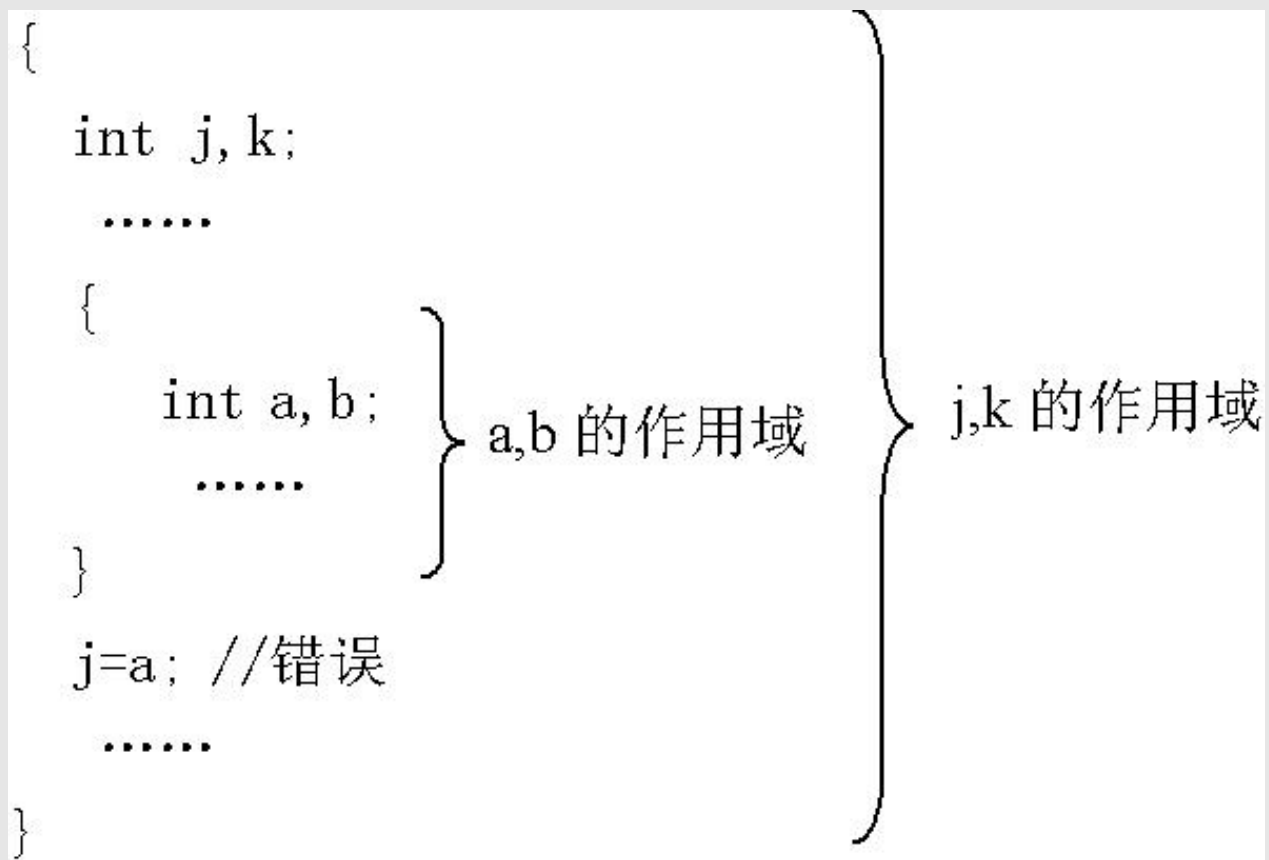 {
int j,k;
……
{
int a,b;
a,b 的作用域
j,k 的作用域
……
}
j=a; //错误
……
}